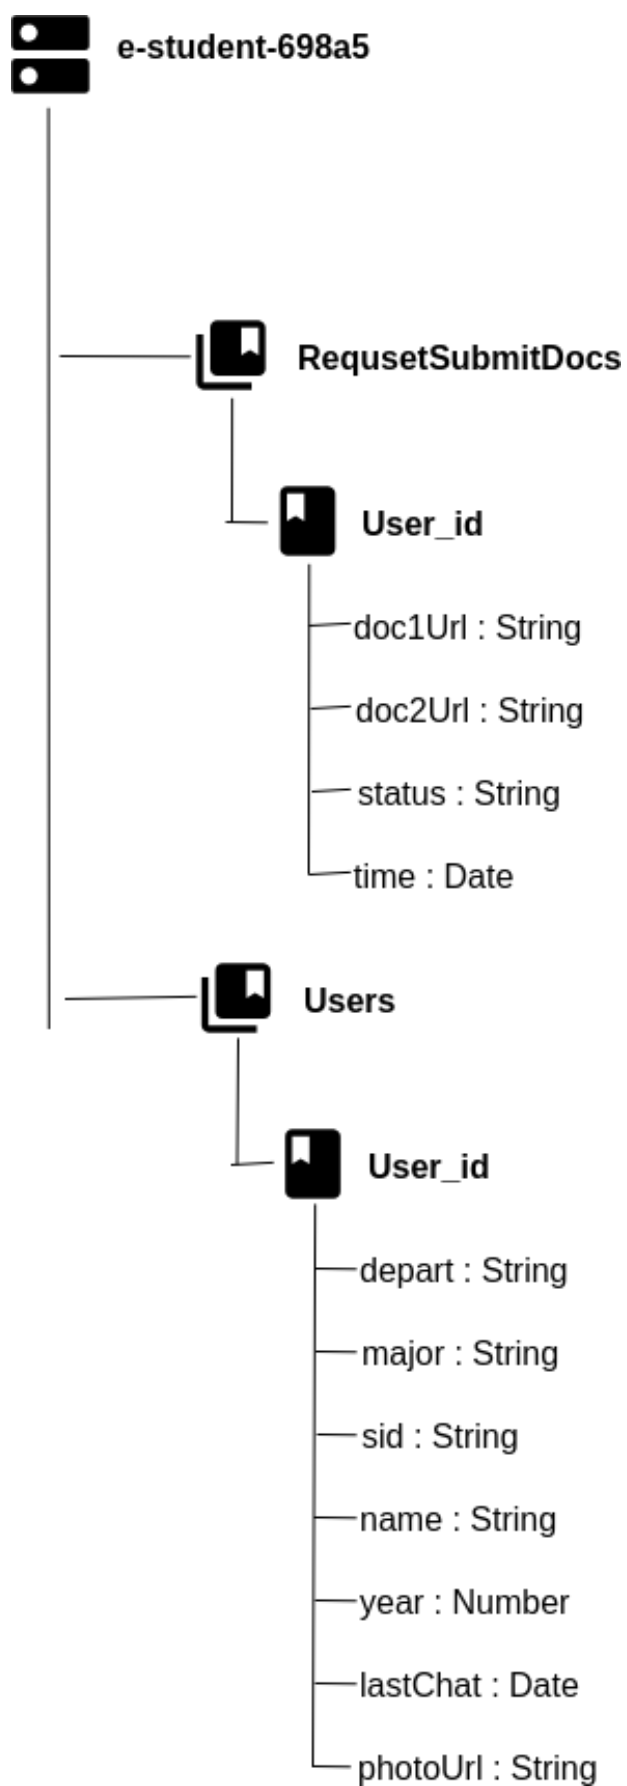 e-student-698a5
RequsetSubmitDocs
User_id
doc1Url : String
doc2Url : String
status : String
time : Date
Users
User_id
depart : String
major : String
sid : String
name : String
year : Number
lastChat : Date
photoUrl : String